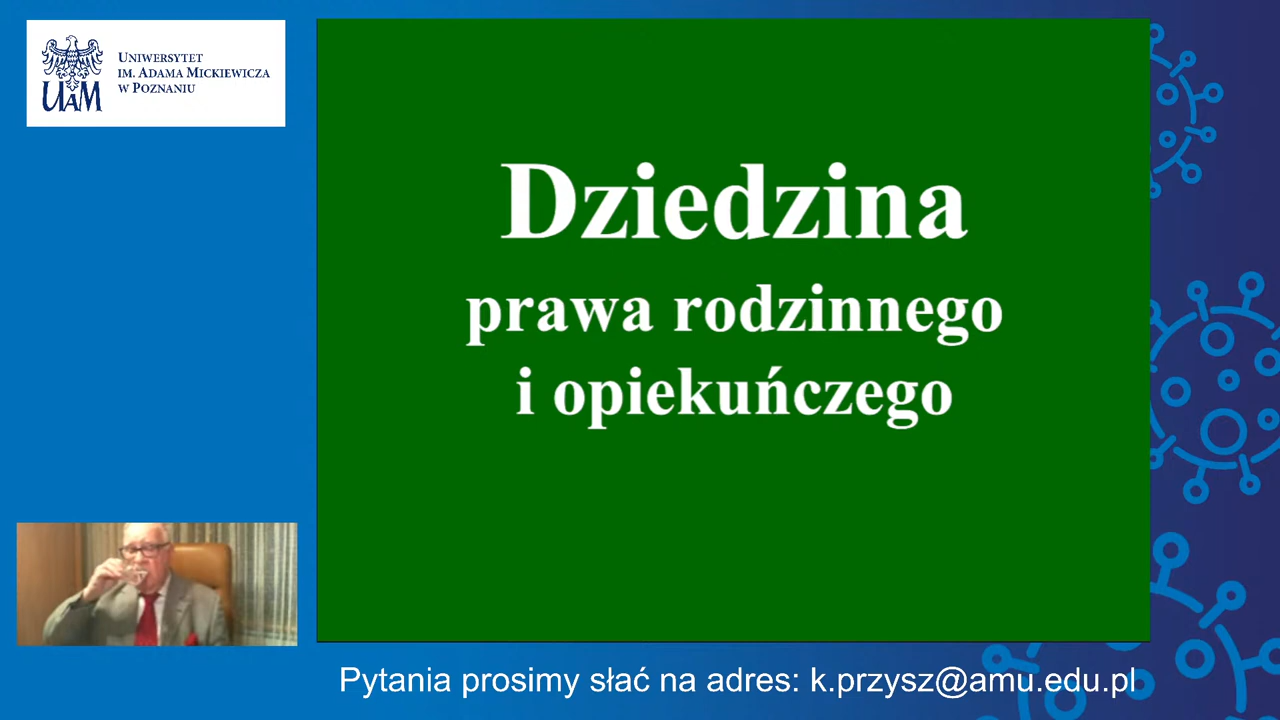 UNIWERSYTET
IM. ADAMA MICKIEWICZA
W POZNANIU
UAM
Dziedzina
prawa rodzinnego
i opiekuńczego
Pytania prosimy słać na adres: k.przysz@amu.edu.pl